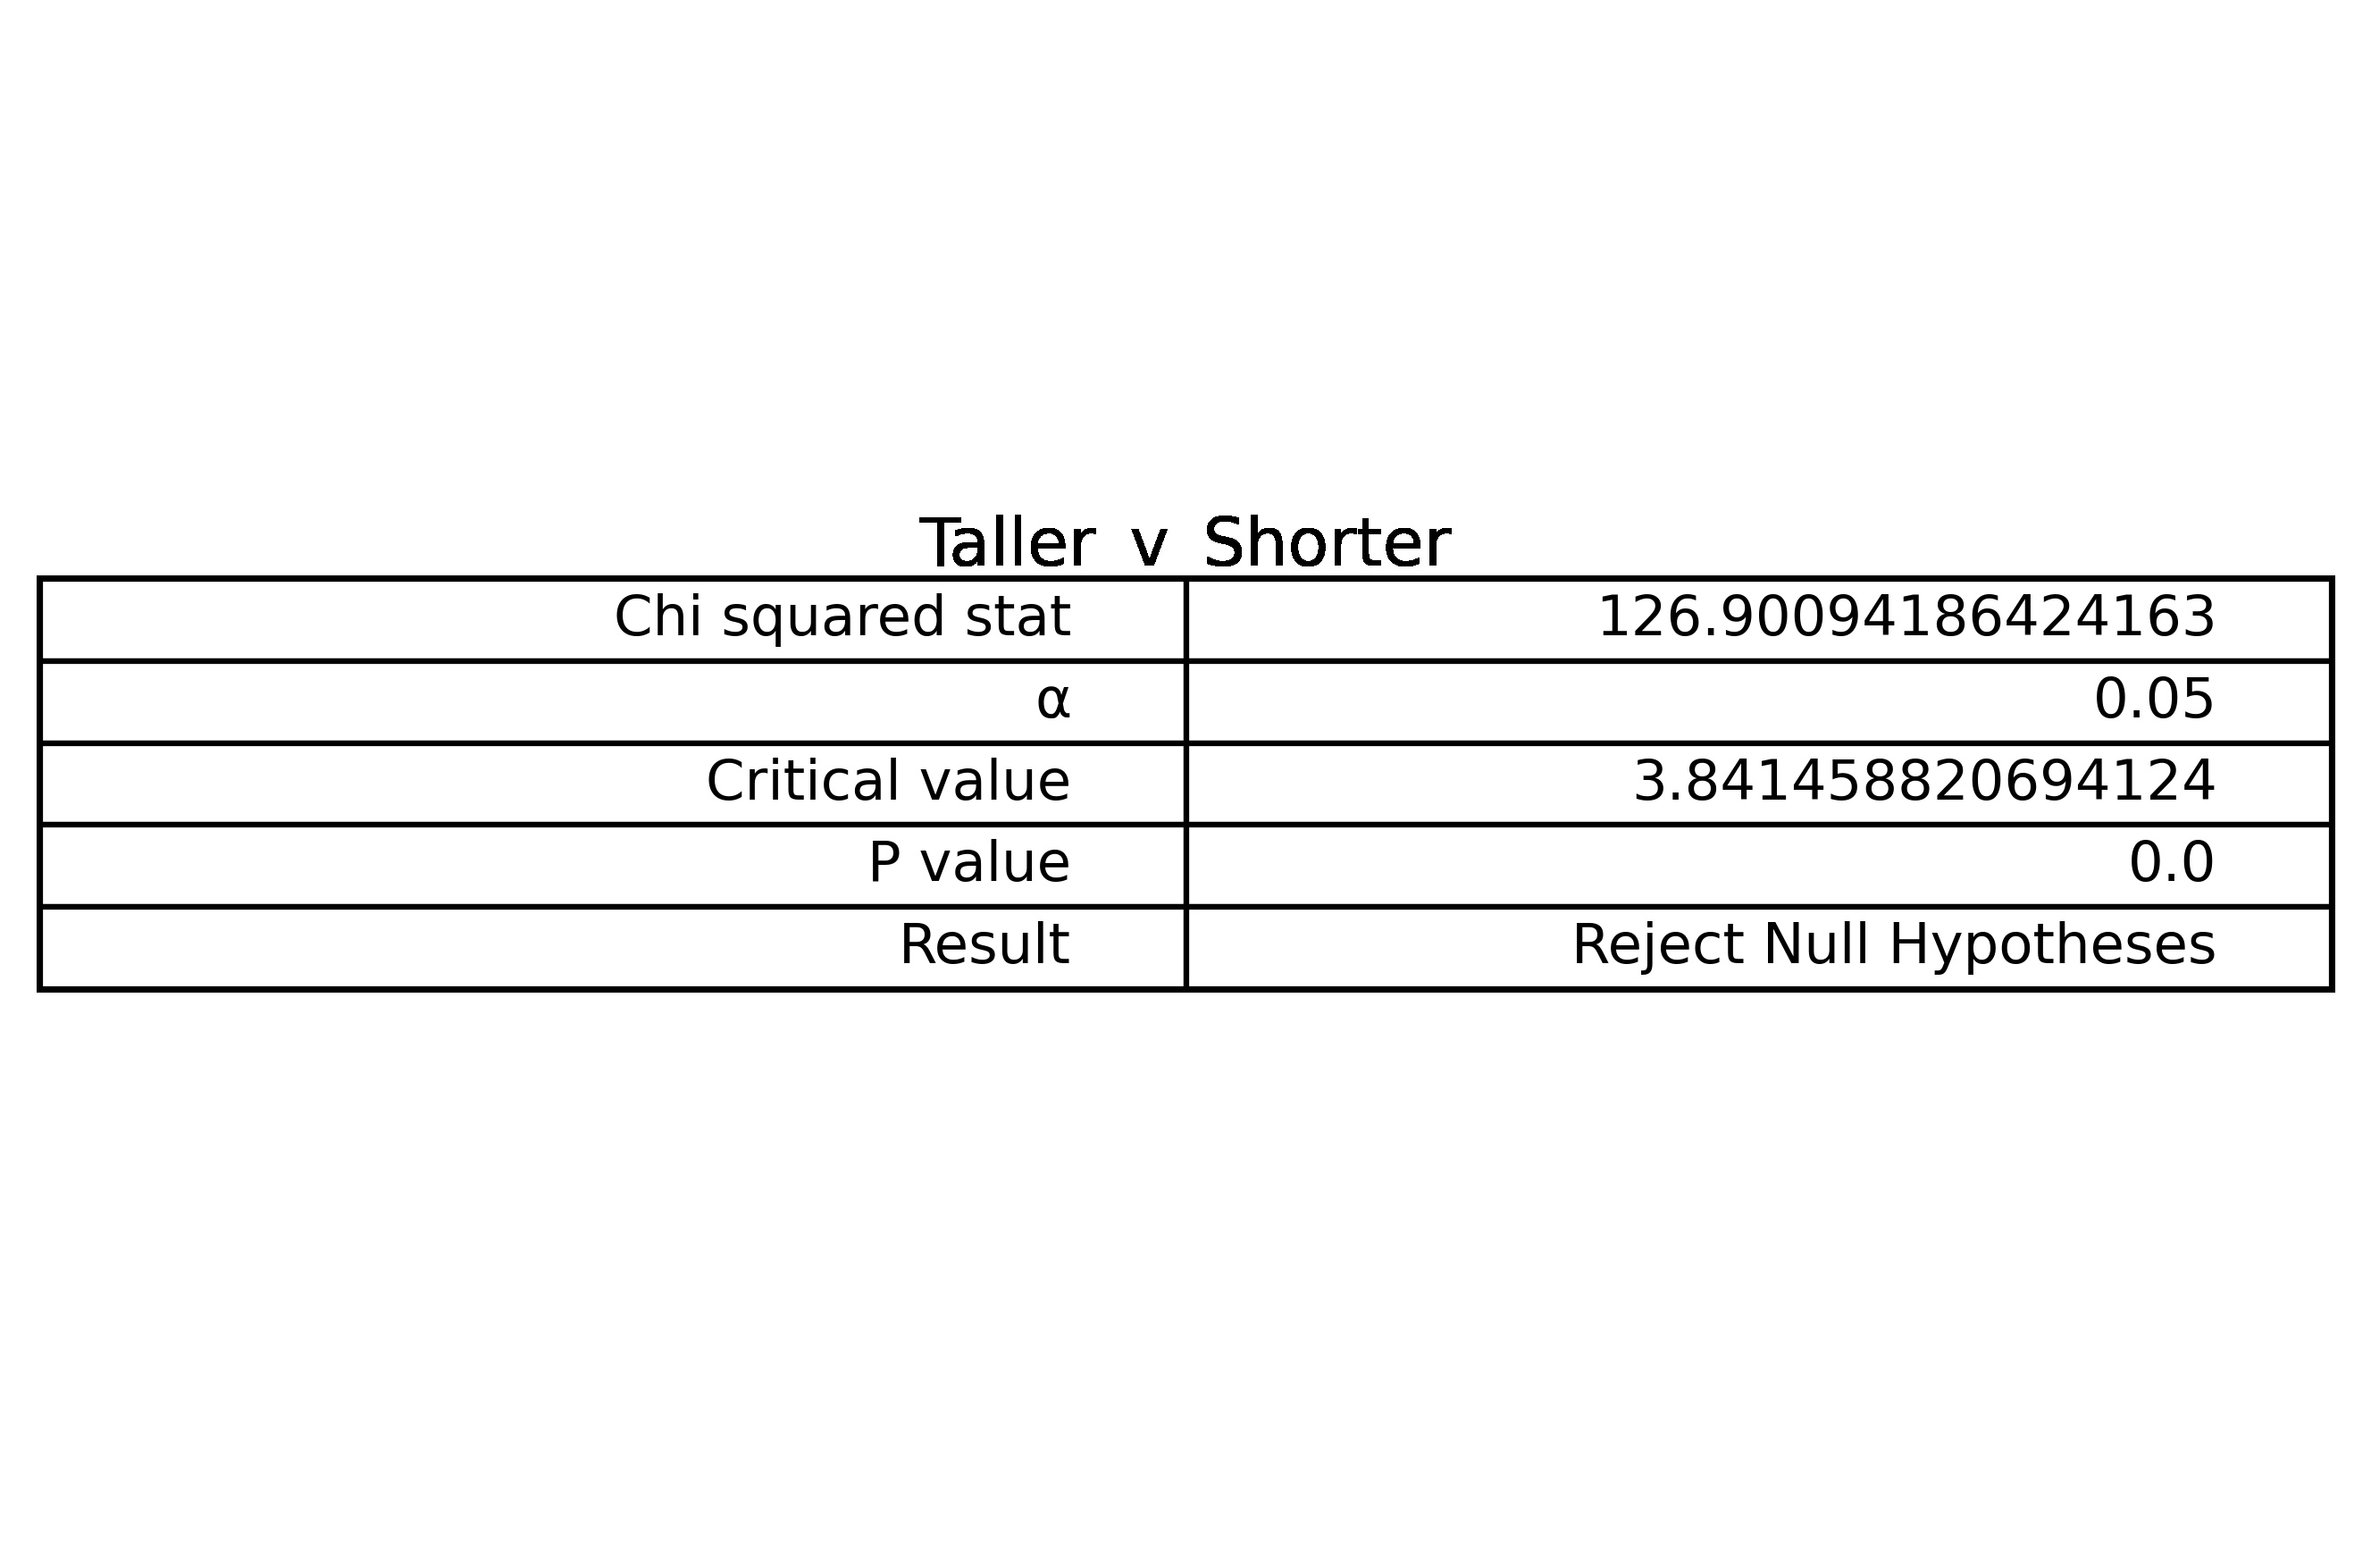 Taller v Shorter
Chi squared stat 126.90094186424163
α 0.05
Critical value 3.841458820694124
P value 0.0
Result Reject Null Hypotheses